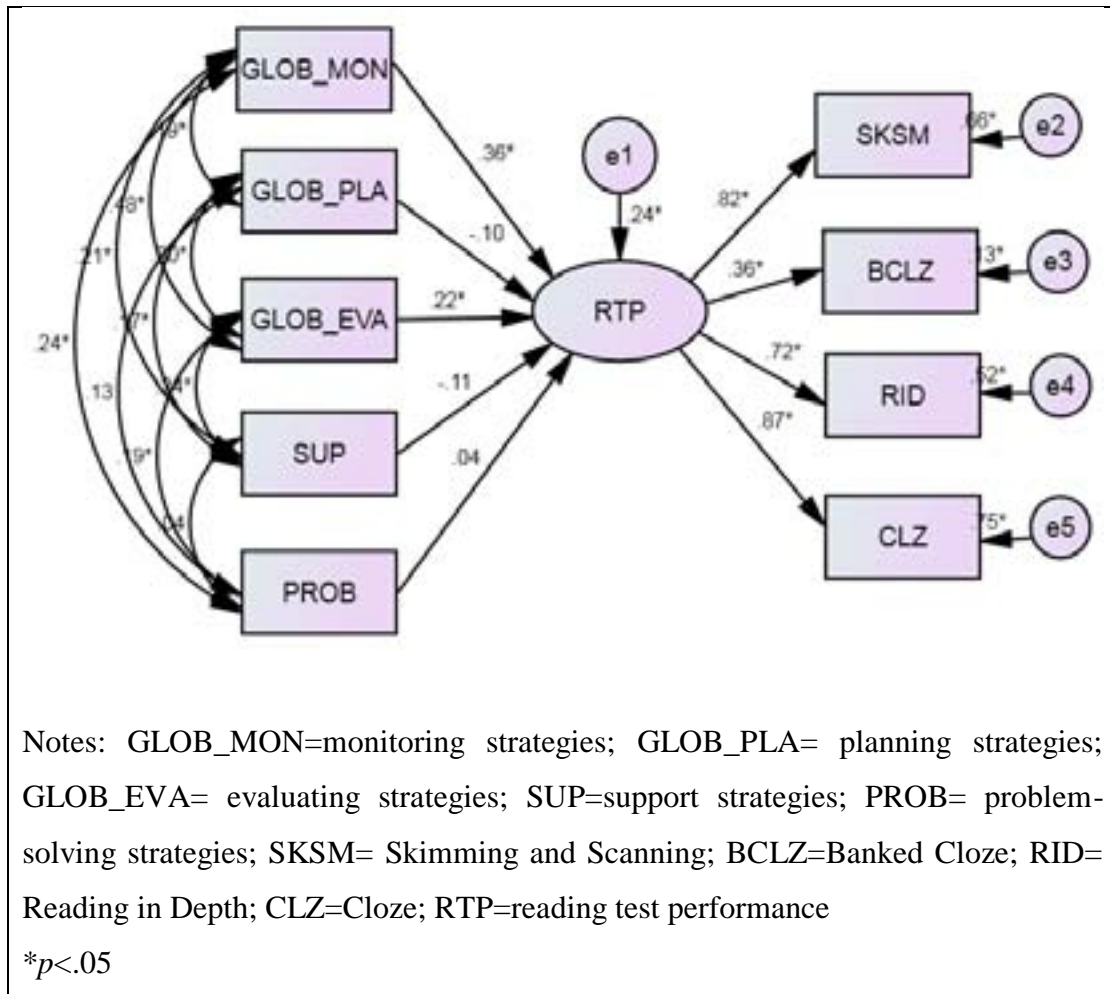 GLOB_MON
GLOB_PLA
GLOB_EVA
SUP
PROB
.48*
.21*
.24*
.13
.36*
-.10
.22*
-.11
.04
e1
.24*
RTP
.82*
.36*
.72*
.87*
SKSM
BCLZ
RID
CLZ
e2
e3
e4
e5
Notes: GLOB_MON=monitoring strategies; GLOB_PLA= planning strategies;
GLOB_EVA= evaluating strategies; SUP=support strategies; PROB= problem-
solving strategies; SKSM= Skimming and Scanning; BCLZ=Banked Cloze; RID=
Reading in Depth; CLZ=Cloze; RTP=reading test performance
*p<.05